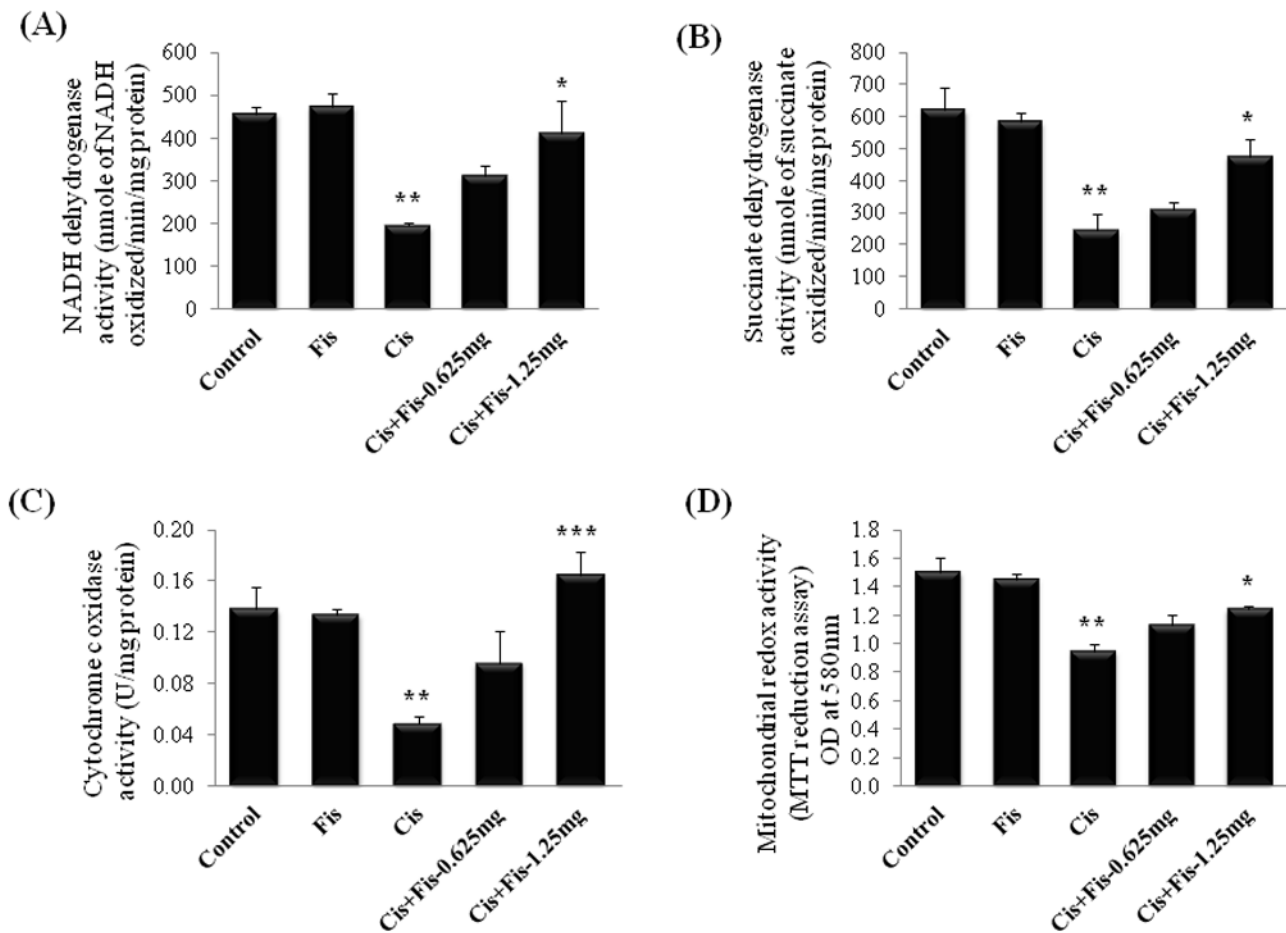 (A)
NADH dehydrogenase
activity (nmole of NADH
oxidized/min/mg protein)
600
500
400
300
200
100
0
**
*
Control
Fis
Cis
Cis+Fis-0.625mg
Cis+Fis-1.25mg
(B)
Succinate dehydrogenase
activity (nmole of succinate
oxidized/min/mg protein)
800
700
600
500
400
300
200
100
0
**
*
Control
Fis
Cis
Cis+Fis-0.625mg
Cis+Fis-1.25mg
(C)
Cytochrome c oxidase
activity (U/mg protein)
0.20
0.16
0.12
0.08
0.04
0.00
**
***
Control
Fis
Cis
Cis+Fis-0.625mg
Cis+Fis-1.25mg
(D)
Mitochondrial redox activity
(MTT reduction assay)
OD at 580nm
1.8
1.6
1.4
1.2
1.0
0.8
0.6
0.4
0.2
0.0
**
*
Control
Fis
Cis
Cis+Fis-0.625mg
Cis+Fis-1.25mg